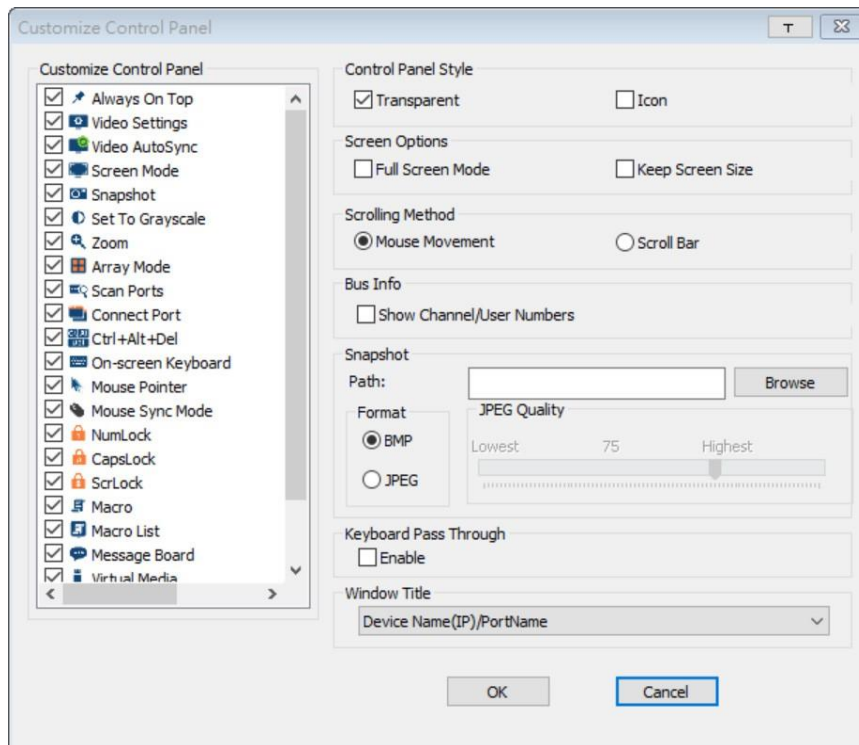 Customize Control Panel
T
Customize Control Panel
Always On Top
Video Settings
Video AutoSync
Screen Mode
Snapshot
Set To Grayscale
Zoom
Array Mode
Scan Ports
Connect Port
Ctrl+Alt+Del
On-screen Keyboard
Mouse Pointer
Mouse Sync Mode
NumLock
CapsLock
ScrLock
Macro
Macro List
Message Board
Virtual Media
Control Panel Style
Transparent Icon
Screen Options
Full Screen Mode Keep Screen Size
Scrolling Method
Mouse Movement Scroll Bar
Bus Info
Show Channel/User Numbers
Snapshot
Path: Browse
Format
BMP
JPEG
JPEG Quality
Lowest 75 Highest
Keyboard Pass Through
Enable
Window Title
Device Name(IP)/PortName
OK Cancel